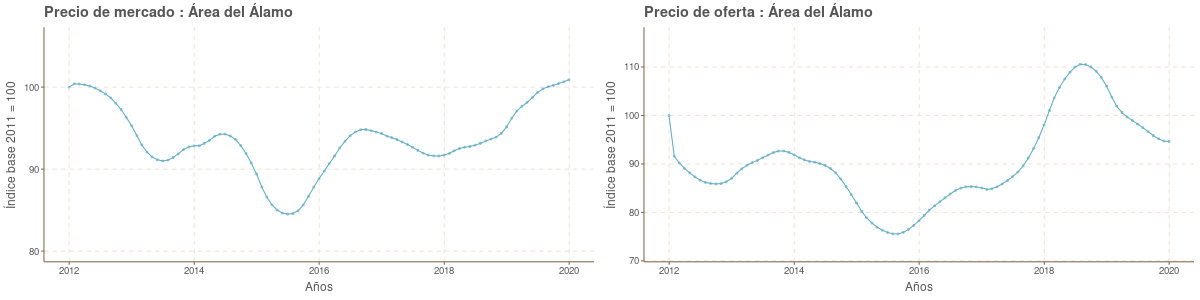 Precio de mercado : Área del Álamo
Índice base 2011 = 100
100
90
80
2012 2014 2016 2018 2020
Años
Precio de oferta : Área del Álamo
Índice base 2011 = 100
110
100
90
80
70
2012 2014 2016 2018 2020
Años